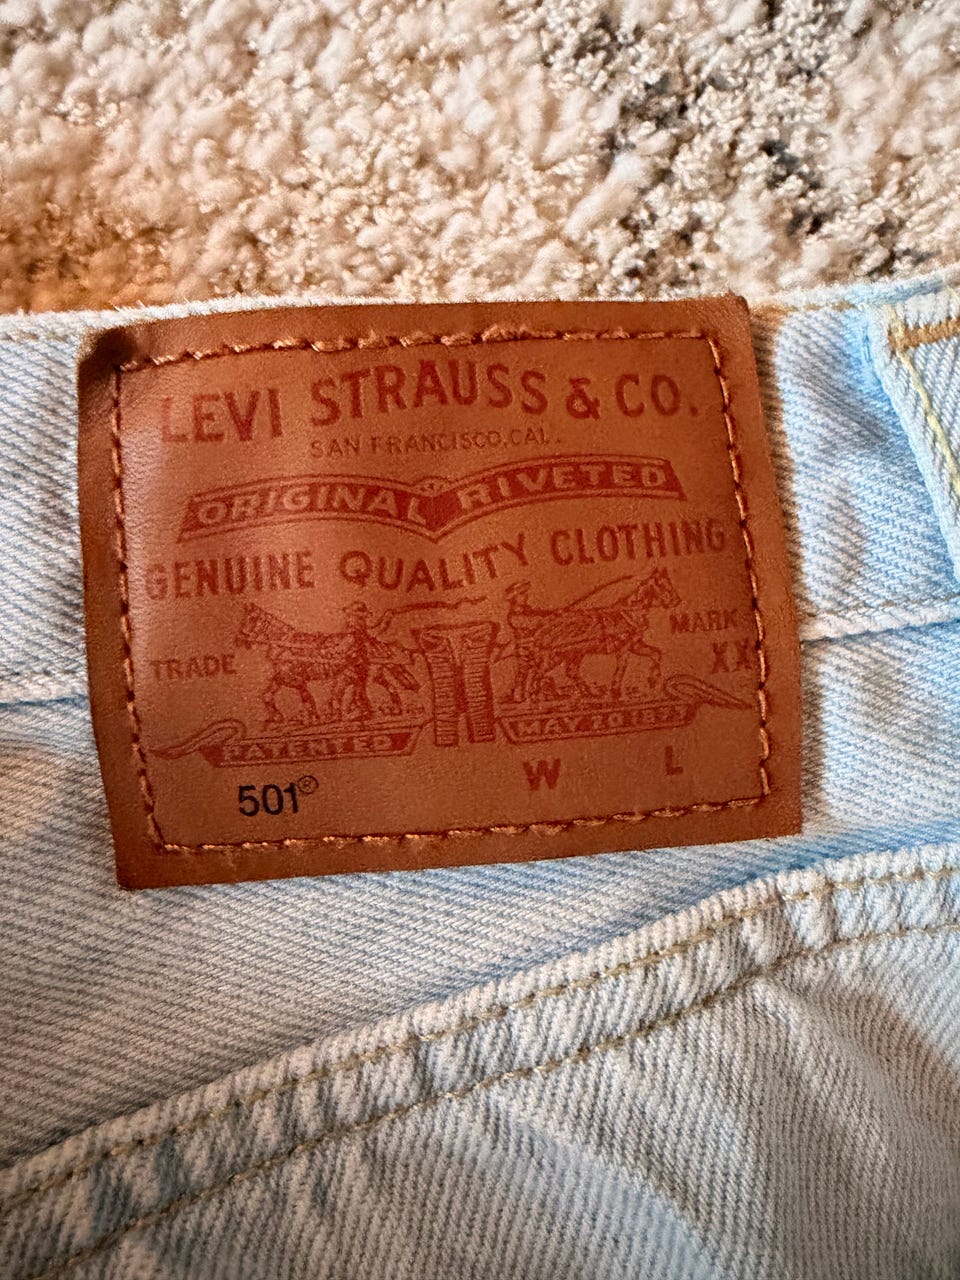 LEVI STRAUSS & CO.
SAN FRANCISCO, CAL.
ORIGINAL RIVETED
GENUINE QUALITY CLOTHING
TRADE MARK
XX
PATENTED MAY 20 1873
501® W L